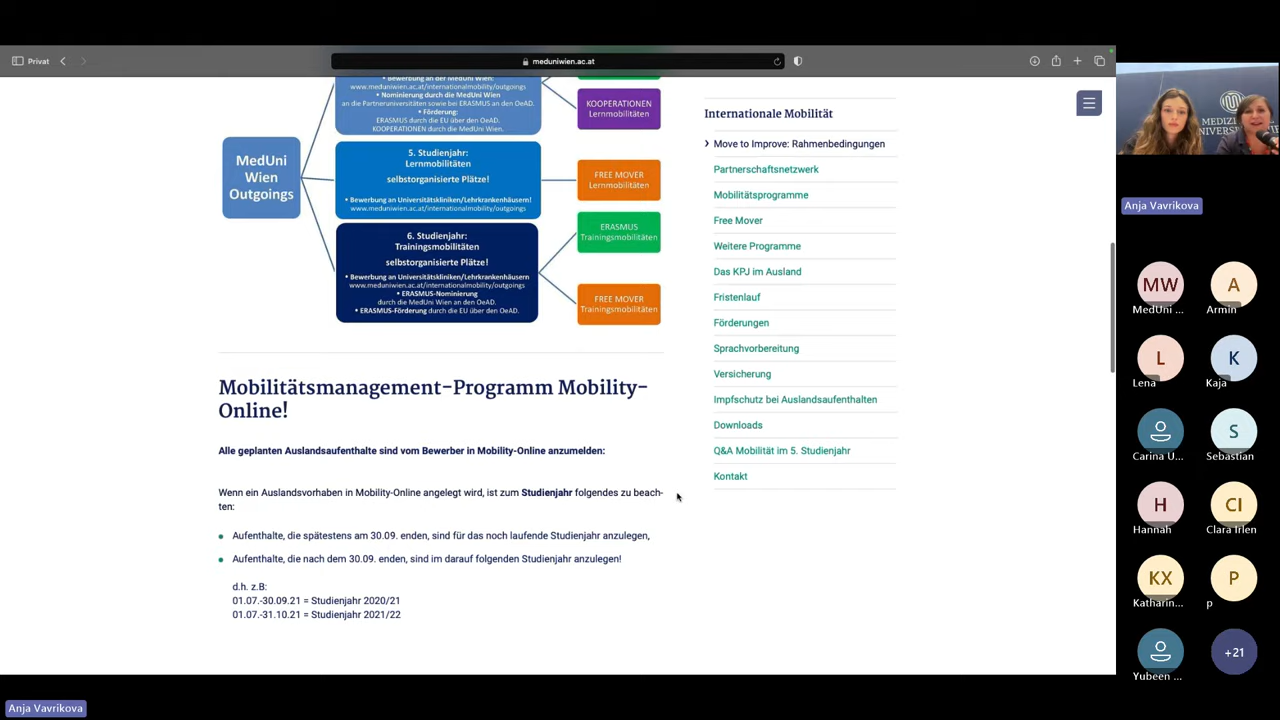 Privat
meduniwien.ac.at
• Bewerbung an der MedUni Wien:
www.meduniwien.ac.at/internationalmobility/outgoings
• Nominierung durch die MedUni Wien
an die Partneruniversitäten sowie bei ERASMUS an den OeAD.
• Förderung:
ERASMUS durch die EU über den OeAD.
KOOPERATIONEN durch die MedUni Wien.
KOOPERATIONEN
Lernmobilitäten
MedUni
Wien
Outgoings
5. Studienjahr:
Lernmobilitäten
selbstorganisierte Plätze!
• Bewerbung an Universitätskliniken/Lehrkrankenhäusern!
www.meduniwien.ac.at/internationalmobility/outgoings
FREE MOVER
Lernmobilitäten
6. Studienjahr:
Trainingsmobilitäten
selbstorganisierte Plätze!
• Bewerbung an Universitätskliniken/Lehrkrankenhäusern
www.meduniwien.ac.at/internationalmobility/outgoings
• ERASMUS-Nominierung
durch die MedUni Wien an den OeAD.
• ERASMUS-Förderung durch die EU über den OeAD.
ERASMUS
Trainingsmobilitäten
FREE MOVER
Trainingsmobilitäten
Mobilitätsmanagement-Programm Mobility-
Online!
Alle geplanten Auslandsaufenthalte sind vom Bewerber in Mobility-Online anzumelden:
Wenn ein Auslandsvorhaben in Mobility-Online angelegt wird, ist zum Studienjahr folgendes zu beach-
ten:
Aufenthalte, die spätestens am 30.09. enden, sind für das noch laufende Studienjahr anzulegen,
Aufenthalte, die nach dem 30.09. enden, sind im darauf folgenden Studienjahr anzulegen!
d.h. z.B:
01.07.-30.09.21 = Studienjahr 2020/21
01.07.-31.10.21 = Studienjahr 2021/22
Internationale Mobilität
Move to Improve: Rahmenbedingungen
Partnerschaftsnetzwerk
Mobilitätsprogramme
Free Mover
Weitere Programme
Das KPJ im Ausland
Fristenlauf
Förderungen
Sprachvorbereitung
Versicherung
Impfschutz bei Auslandsaufenthalten
Downloads
Q&A Mobilität im 5. Studienjahr
Kontakt
Anja Vavrikova
MW
MedUni ...
A
Armin
L
Lena
K
Kaja
Carina U...
S
Sebastian
H
Hannah
CI
Clara Irlen
KX
Katharin...
P
p
Yubeen ...
+21
Anja Vavrikova